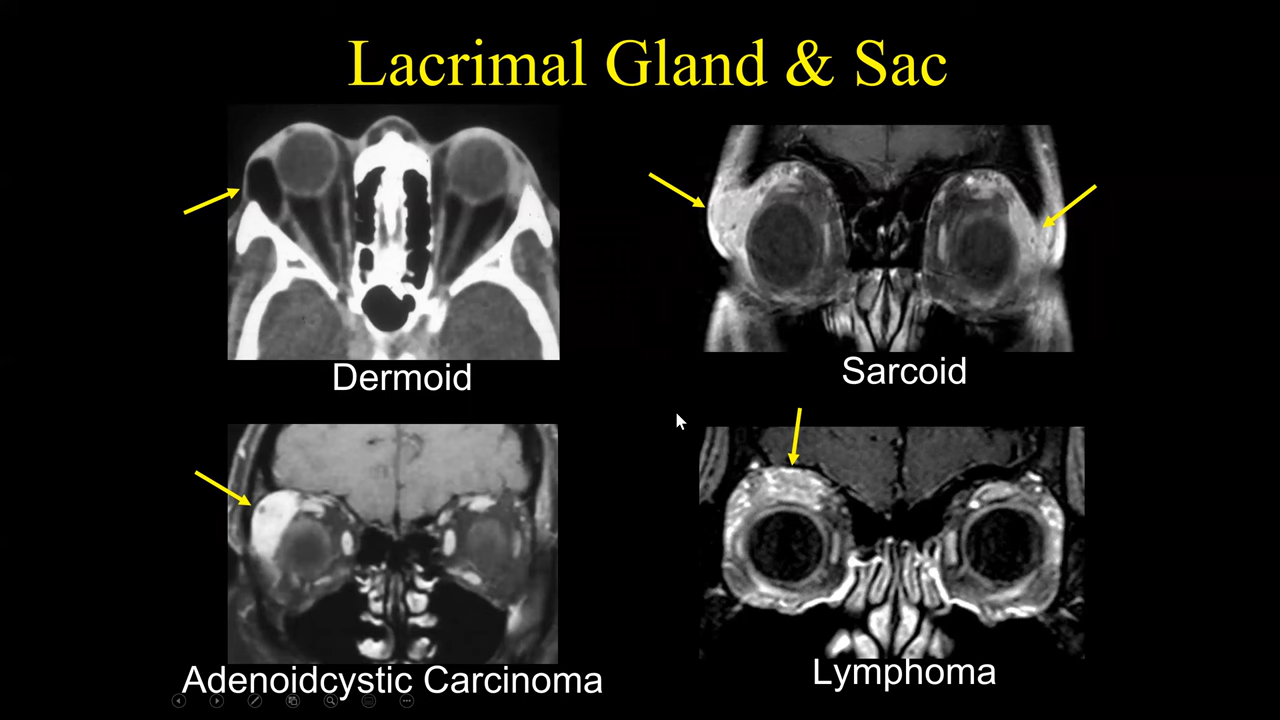 Lacrimal Gland & Sac
Dermoid
Sarcoid
Adenoidcystic Carcinoma
Lymphoma